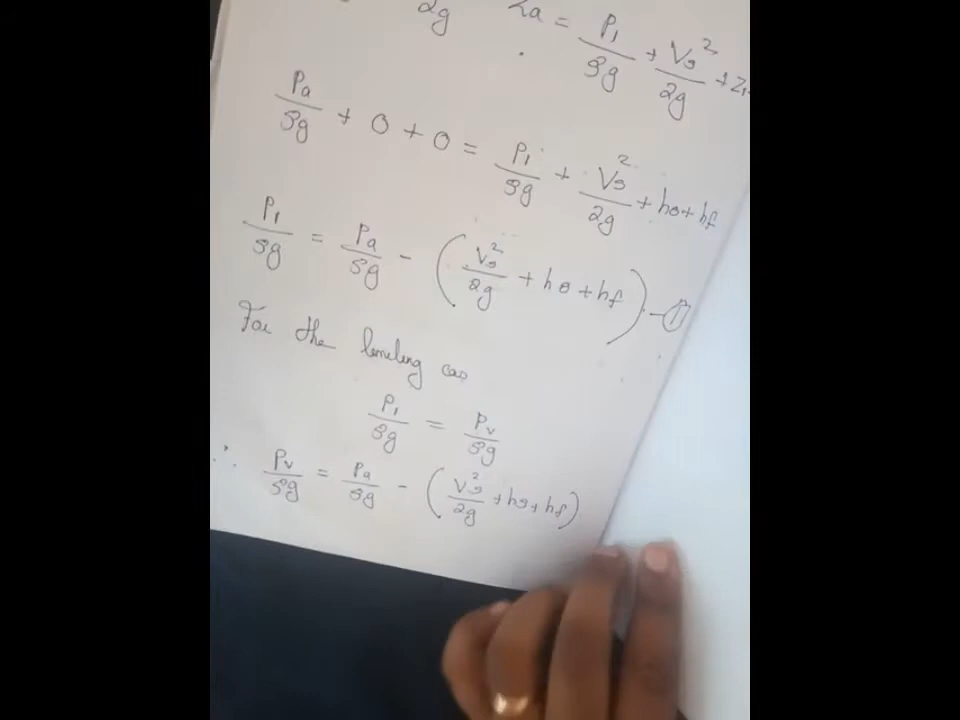 2g Za = P1/ρg + Vs²/2g + Z1
Pa/ρg + 0 + 0 = P1/ρg + Vs²/2g + hs + hf
P1/ρg = Pa/ρg - (Vs²/2g + hs + hf) - ①
For the limiting cas
P1/ρg = Pv/ρg
∴ Pv/ρg = Pa/ρg - (Vs²/2g + hs + hf)